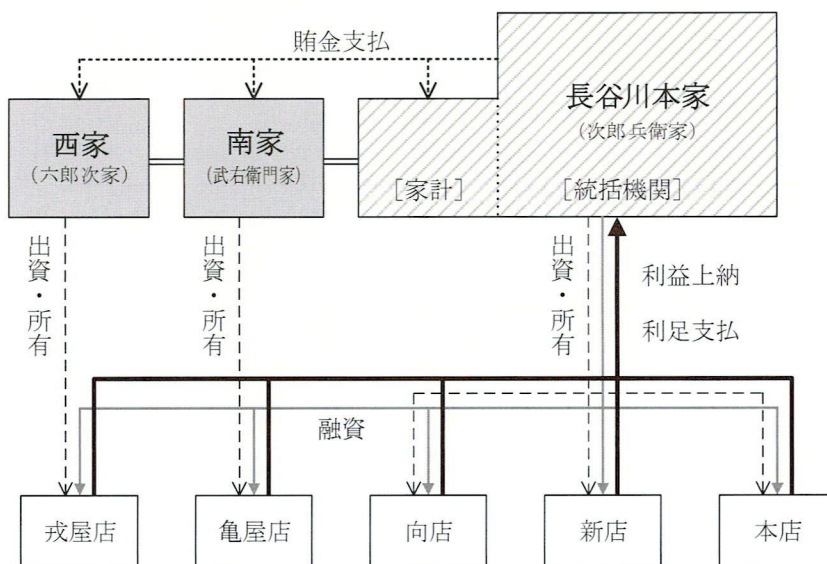 賄金支払
長谷川本家
(次郎兵衛家)
西家
(六郎次家)
南家
(武右衛門家)
[家計]
[統括機関]
出資・所有
出資・所有
出資・所有
利益上納
利足支払
融資
戎屋店
亀屋店
向店
新店
本店